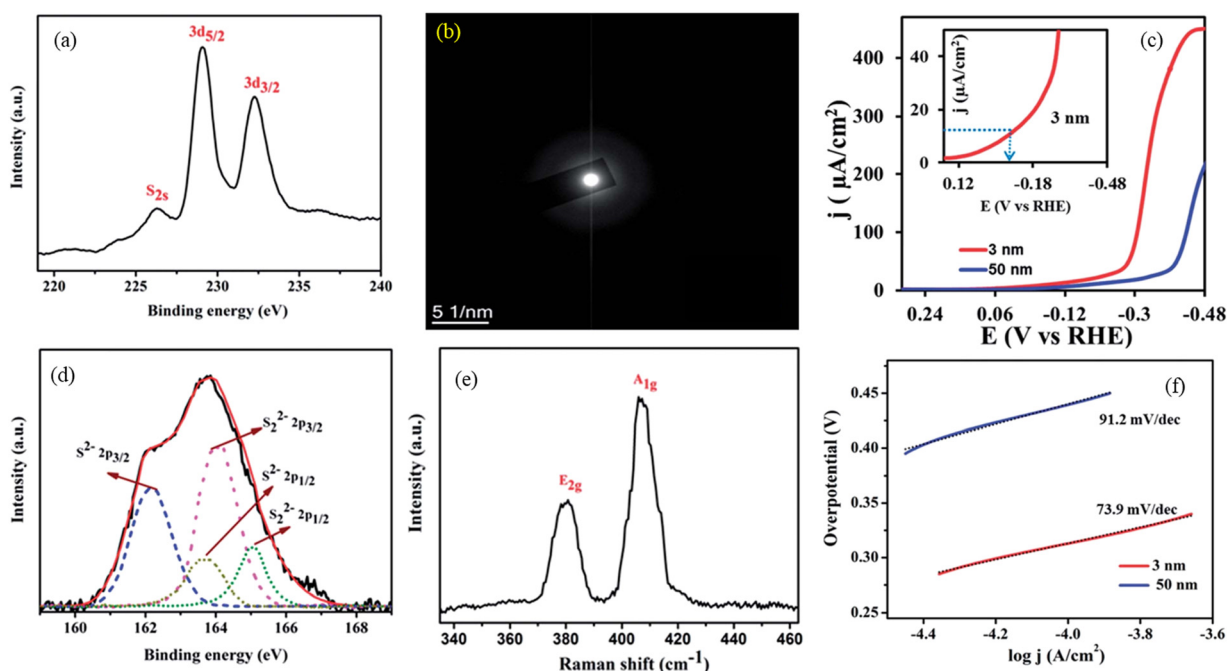 (a)
3d5/2
3d3/2
S2s
Intensity (a.u.)
220 225 230 235 240
Binding energy (eV)
(b)
5 1/nm
(c)
j ( µA/cm²)
400
300
200
100
0
0.24 0.06 -0.12 -0.3 -0.48
E (V vs RHE)
3 nm
50 nm
j (µA/cm²)
40
20
0
3 nm
0.12 -0.18 -0.48
E (V vs RHE)
(d)
S²⁻ 2p3/2
S₂²⁻ 2p3/2
S²⁻ 2p1/2
S₂²⁻ 2p1/2
Intensity (a.u.)
160 162 164 166 168
Binding energy (eV)
(e)
A1g
E2g
Intensity (a.u.)
340 360 380 400 420 440 460
Raman shift (cm⁻¹)
(f)
Overpotential (V)
0.45
0.40
0.35
0.30
0.25
91.2 mV/dec
73.9 mV/dec
3 nm
50 nm
-4.4 -4.2 -4.0 -3.8 -3.6
log j (A/cm²)